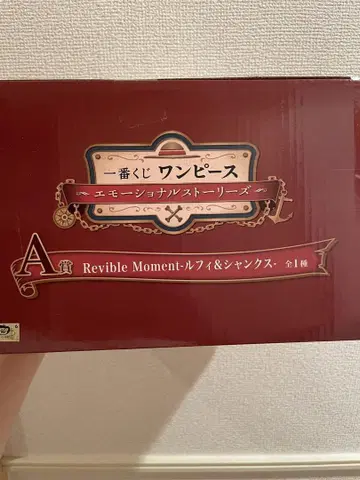 一番くじ ワンピース
エモーショナルストーリーズ
A賞 Revible Moment-ルフィ&シャンクス- 全1種